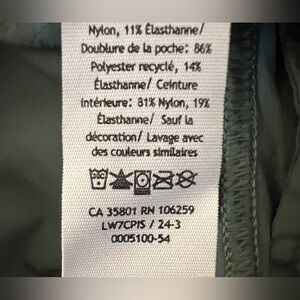 Nylon, 11% Élasthanne/
Doublure de la poche: 86%
Polyester recyclé, 14%
Élasthanne/ Ceinture
intérieure: 81% Nylon, 19%
Élasthanne/ Sauf la
décoration/ Lavage avec
des couleurs similaires
CA 35801 RN 106259
LW7CPIS / 24-3
0005100-54